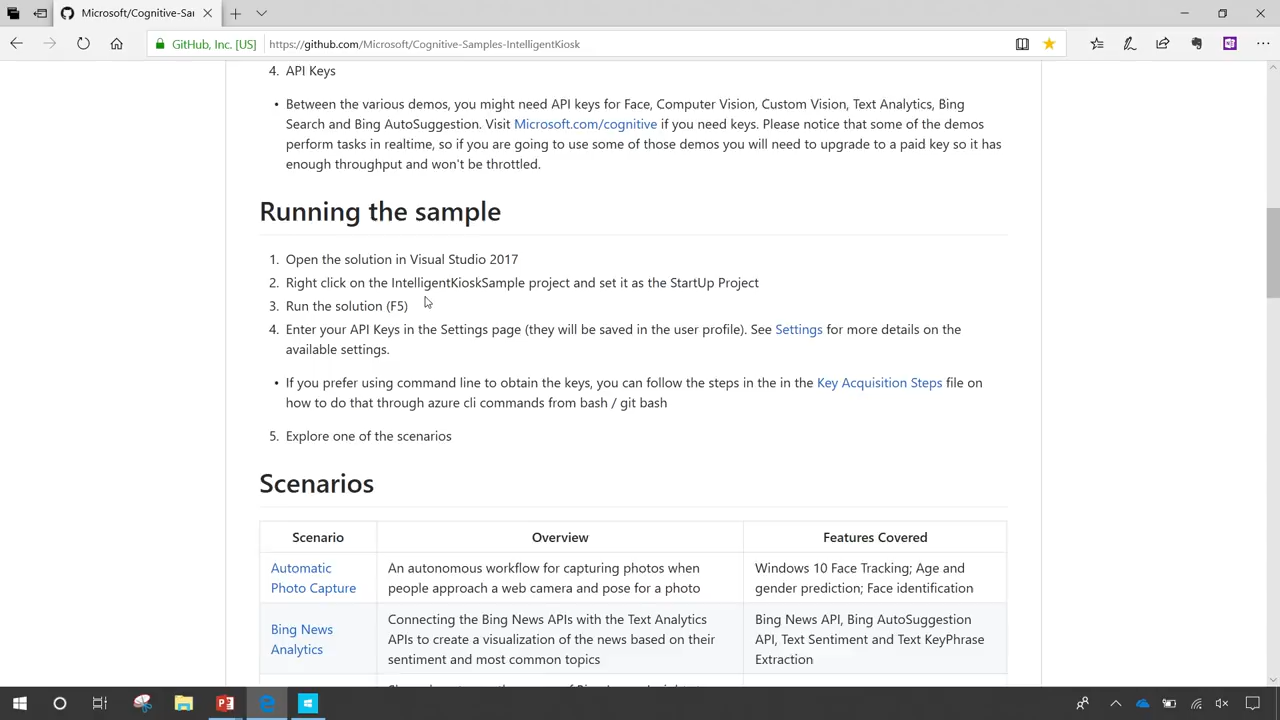 Microsoft/Cognitive-Sar
GitHub, Inc. [US]
https://github.com/Microsoft/Cognitive-Samples-IntelligentKiosk
4. API Keys
• Between the various demos, you might need API keys for Face, Computer Vision, Custom Vision, Text Analytics, Bing
Search and Bing AutoSuggestion. Visit Microsoft.com/cognitive if you need keys. Please notice that some of the demos
perform tasks in realtime, so if you are going to use some of those demos you will need to upgrade to a paid key so it has
enough throughput and won't be throttled.
Running the sample
1. Open the solution in Visual Studio 2017
2. Right click on the IntelligentKioskSample project and set it as the StartUp Project
3. Run the solution (F5)
4. Enter your API Keys in the Settings page (they will be saved in the user profile). See Settings for more details on the
available settings.
• If you prefer using command line to obtain the keys, you can follow the steps in the in the Key Acquisition Steps file on
how to do that through azure cli commands from bash / git bash
5. Explore one of the scenarios
Scenarios
Scenario Overview Features Covered
Automatic
Photo Capture
An autonomous workflow for capturing photos when
people approach a web camera and pose for a photo
Windows 10 Face Tracking; Age and
gender prediction; Face identification
Bing News
Analytics
Connecting the Bing News APIs with the Text Analytics
APIs to create a visualization of the news based on their
sentiment and most common topics
Bing News API, Bing AutoSuggestion
API, Text Sentiment and Text KeyPhrase
Extraction